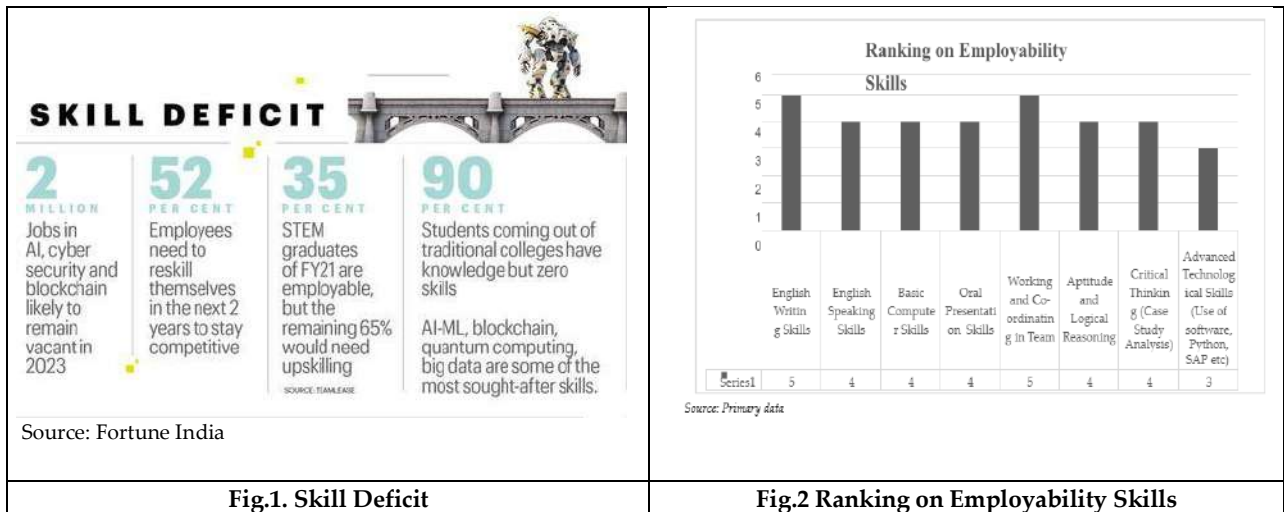 SKILL DEFICIT
2
MILLION
Jobs in
AI, cyber
security and
blockchain
likely to
remain
vacant in
2023
52
PER CENT
Employees
need to
reskill
themselves
in the next 2
years to stay
competitive
35
PER CENT
STEM
graduates
of FY21 are
employable,
but the
remaining 65%
would need
upskilling
SOURCE: TEAMLEASE
90
PER CENT
Students coming out of
traditional colleges have
knowledge but zero
skills
AI-ML, blockchain,
quantum computing,
big data are some of the
most sought-after skills.
Source: Fortune India
Fig.1. Skill Deficit
Ranking on Employability
Skills
6
5
4
3
2
1
0
English
Writin
g Skills
English
Speaking
Skills
Basic
Compute
r Skills
Oral
Presentati
on Skills
Working
and Co-
ordinatin
g in Team
Aptitude
and
Logical
Reasoning
Critical
Thinkin
g (Case
Study
Analysis)
Advanced
Technolog
ical Skills
(Use of
software,
Python,
SAP etc)
Series1 5 4 4 4 5 4 4 3
Source: Primary data
Fig.2 Ranking on Employability Skills